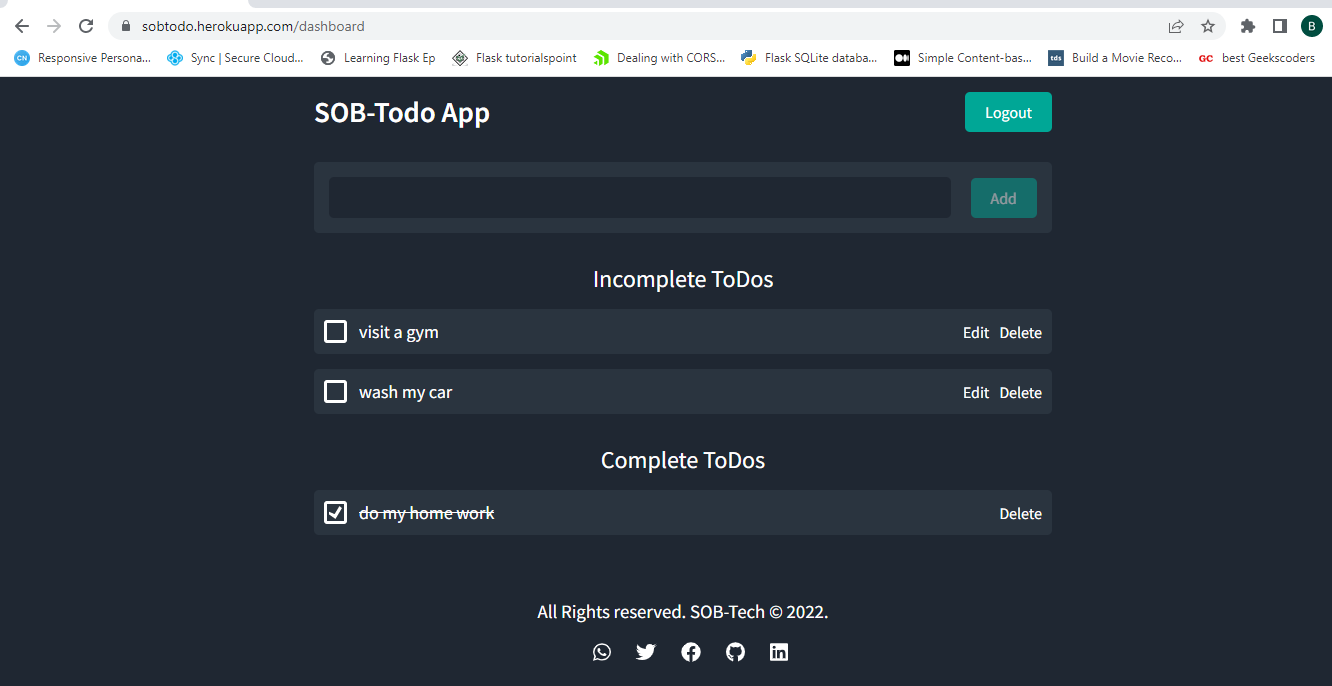 sobtodo.herokuapp.com/dashboard
B
CN Responsive Persona... Sync | Secure Cloud... Learning Flask Ep Flask tutorialspoint Dealing with CORS... Flask SQLite databa... Simple Content-bas... tds Build a Movie Reco... GC best Geekscoders
SOB-Todo App
Logout
Add
Incomplete ToDos
visit a gym Edit Delete
wash my car Edit Delete
Complete ToDos
do my home work Delete
All Rights reserved. SOB-Tech © 2022.